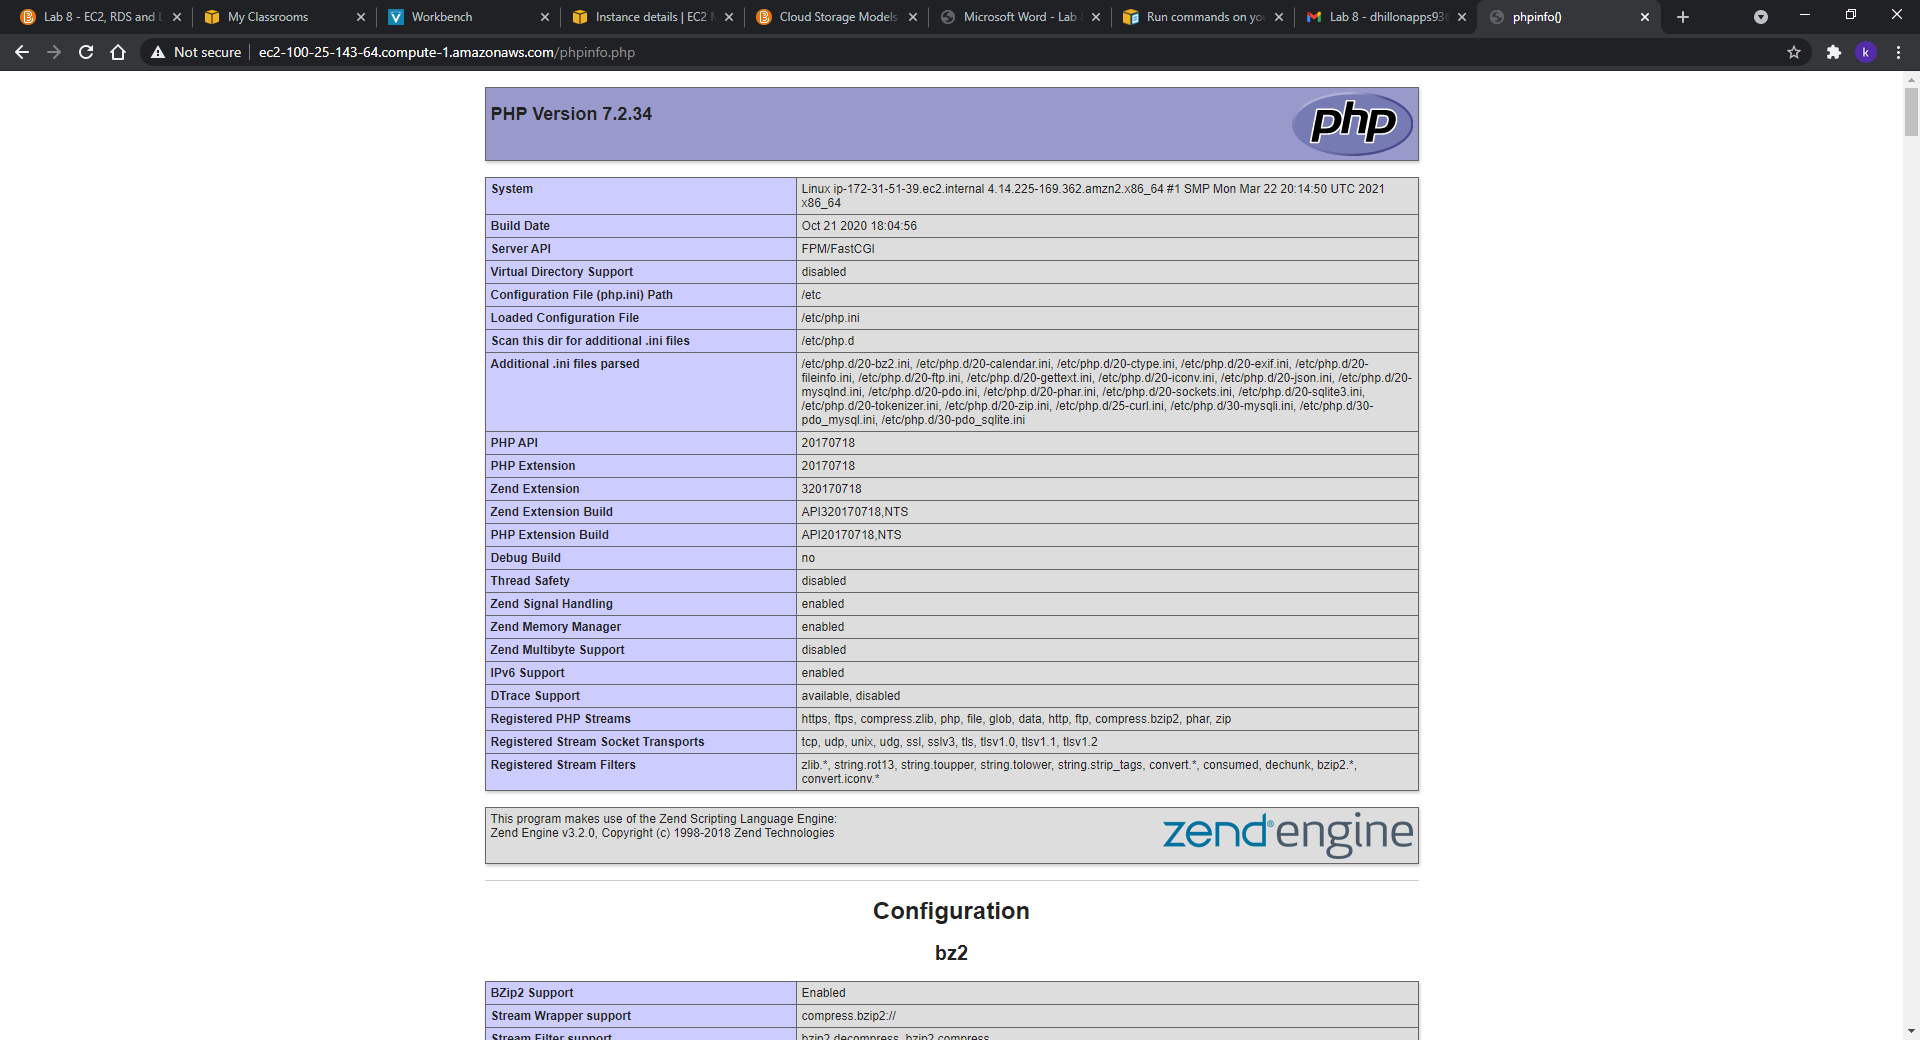 Lab 8 - EC2, RDS and L
My Classrooms
Workbench
Instance details | EC2 M
Cloud Storage Models
Microsoft Word - Lab
Run commands on you
Lab 8 - dhillonapps936
phpinfo()
Not secure
ec2-100-25-143-64.compute-1.amazonaws.com/phpinfo.php
k
PHP Version 7.2.34
php
System Linux ip-172-31-51-39.ec2.internal 4.14.225-169.362.amzn2.x86_64 #1 SMP Mon Mar 22 20:14:50 UTC 2021
x86_64
Build Date Oct 21 2020 18:04:56
Server API FPM/FastCGI
Virtual Directory Support disabled
Configuration File (php.ini) Path /etc
Loaded Configuration File /etc/php.ini
Scan this dir for additional .ini files /etc/php.d
Additional .ini files parsed /etc/php.d/20-bz2.ini, /etc/php.d/20-calendar.ini, /etc/php.d/20-ctype.ini, /etc/php.d/20-exif.ini, /etc/php.d/20-
fileinfo.ini, /etc/php.d/20-ftp.ini, /etc/php.d/20-gettext.ini, /etc/php.d/20-iconv.ini, /etc/php.d/20-json.ini, /etc/php.d/20-
mysqlnd.ini, /etc/php.d/20-pdo.ini, /etc/php.d/20-phar.ini, /etc/php.d/20-sockets.ini, /etc/php.d/20-sqlite3.ini,
/etc/php.d/20-tokenizer.ini, /etc/php.d/20-zip.ini, /etc/php.d/25-curl.ini, /etc/php.d/30-mysqli.ini, /etc/php.d/30-
pdo_mysql.ini, /etc/php.d/30-pdo_sqlite.ini
PHP API 20170718
PHP Extension 20170718
Zend Extension 320170718
Zend Extension Build API320170718,NTS
PHP Extension Build API20170718,NTS
Debug Build no
Thread Safety disabled
Zend Signal Handling enabled
Zend Memory Manager enabled
Zend Multibyte Support disabled
IPv6 Support enabled
DTrace Support available, disabled
Registered PHP Streams https, ftps, compress.zlib, php, file, glob, data, http, ftp, compress.bzip2, phar, zip
Registered Stream Socket Transports tcp, udp, unix, udg, ssl, sslv3, tls, tlsv1.0, tlsv1.1, tlsv1.2
Registered Stream Filters zlib.*, string.rot13, string.toupper, string.tolower, string.strip_tags, convert.*, consumed, dechunk, bzip2.*,
convert.iconv.*
This program makes use of the Zend Scripting Language Engine:
Zend Engine v3.2.0, Copyright (c) 1998-2018 Zend Technologies
zend® engine
Configuration
bz2
BZip2 Support Enabled
Stream Wrapper support compress.bzip2://
Stream Filter support bzip2.decompress, bzip2.compress